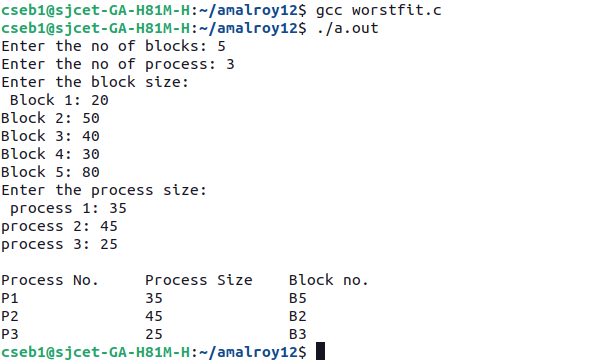 cseb1@sjcet-GA-H81M-H:~/amalroy12$ gcc worstfit.c
cseb1@sjcet-GA-H81M-H:~/amalroy12$ ./a.out
Enter the no of blocks: 5
Enter the no of process: 3
Enter the block size:
 Block 1: 20
Block 2: 50
Block 3: 40
Block 4: 30
Block 5: 80
Enter the process size:
 process 1: 35
process 2: 45
process 3: 25

Process No.     Process Size    Block no.
P1              35              B5
P2              45              B2
P3              25              B3
cseb1@sjcet-GA-H81M-H:~/amalroy12$